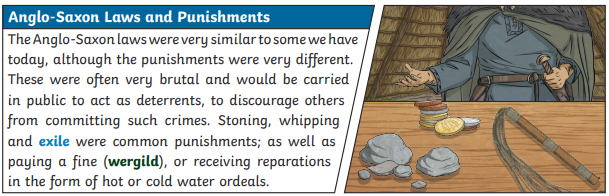 Anglo-Saxon Laws and Punishments
The Anglo-Saxon laws were very similar to some we have
today, although the punishments were very different.
These were often very brutal and would be carried
in public to act as deterrents, to discourage others
from committing such crimes. Stoning, whipping
and exile were common punishments; as well as
paying a fine (wergild), or receiving reparations
in the form of hot or cold water ordeals.